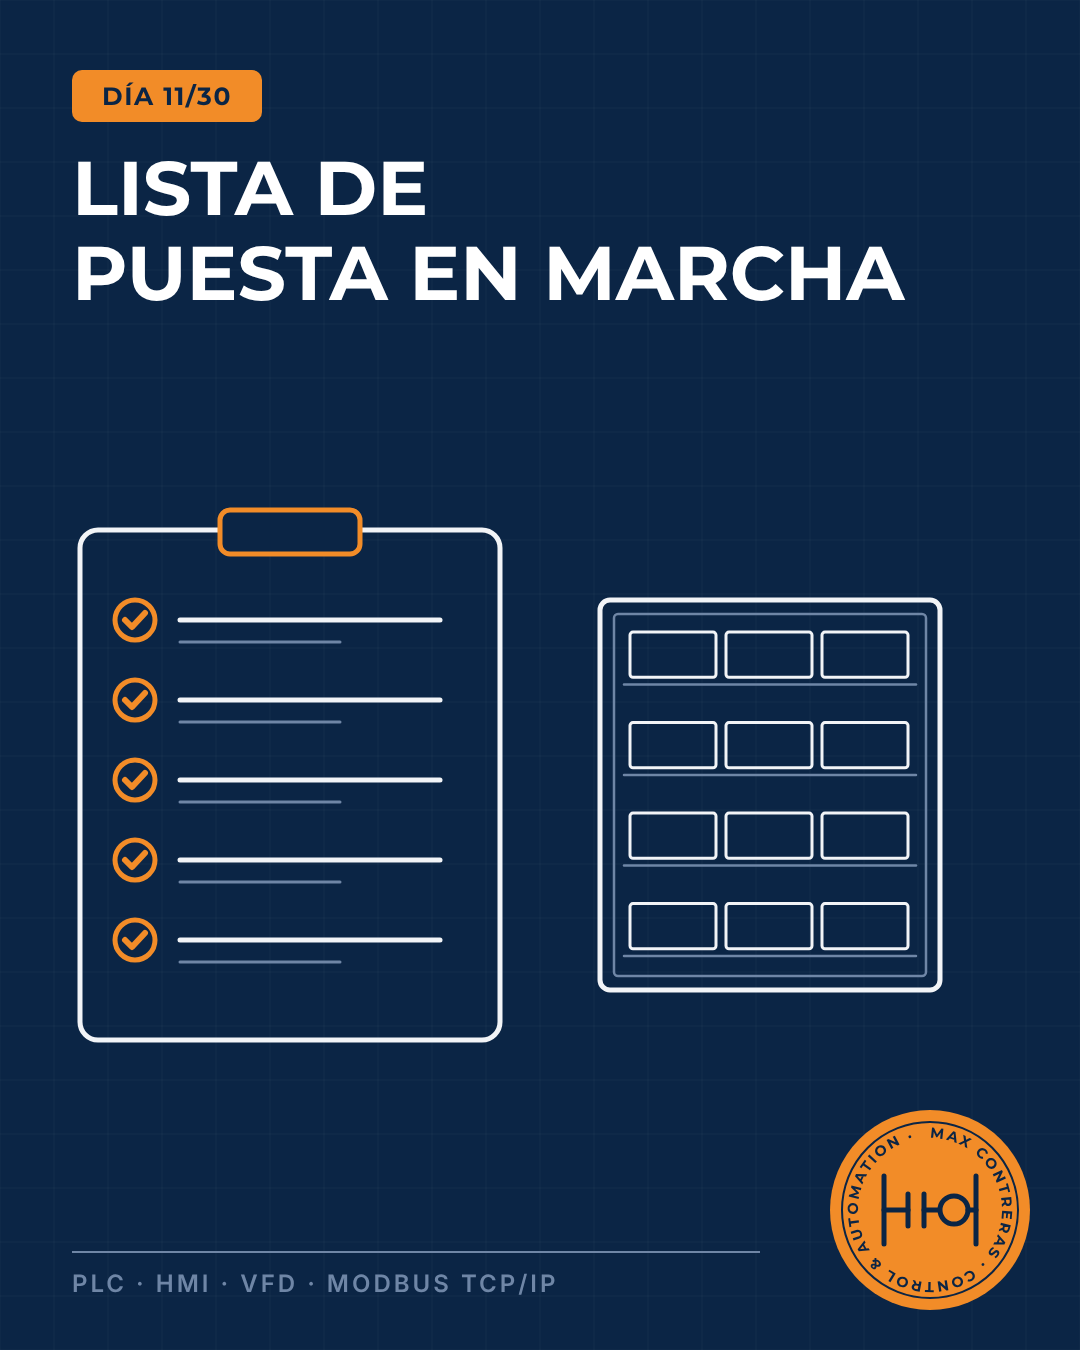 DÍA 11/30
LISTA DE
PUESTA EN MARCHA
PLC · HMI · VFD · MODBUS TCP/IP
MAX CONTRERAS · CONTROL & AUTOMATION ·